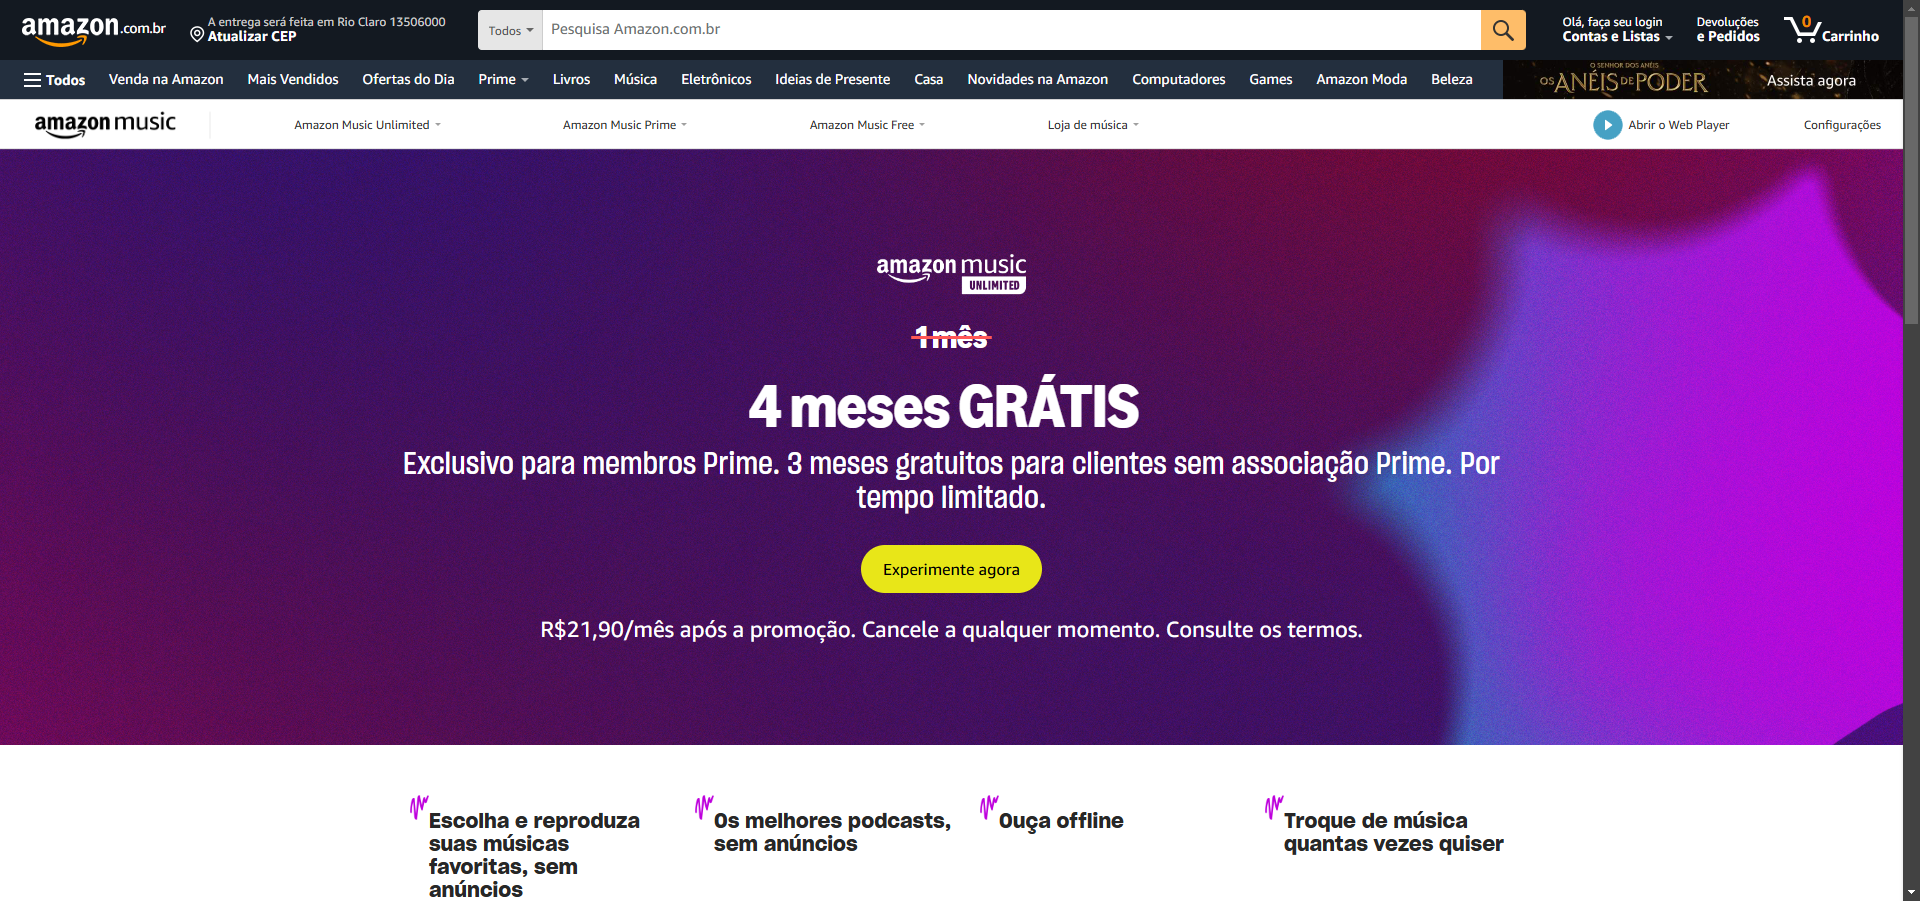 amazon.com.br
A entrega será feita em Rio Claro 13506000
Atualizar CEP
Todos
Pesquisa Amazon.com.br
Olá, faça seu login
Contas e Listas
Devoluções
e Pedidos
0
Carrinho
Todos
Venda na Amazon
Mais Vendidos
Ofertas do Dia
Prime
Livros
Música
Eletrônicos
Ideias de Presente
Casa
Novidades na Amazon
Computadores
Games
Amazon Moda
Beleza
O SENHOR DOS ANÉIS
OS ANÉIS DE PODER
Assista agora
amazon music
Amazon Music Unlimited
Amazon Music Prime
Amazon Music Free
Loja de música
Abrir o Web Player
Configurações
amazon music
UNLIMITED
1 mês
4 meses GRÁTIS
Exclusivo para membros Prime. 3 meses gratuitos para clientes sem associação Prime. Por
tempo limitado.
Experimente agora
R$21,90/mês após a promoção. Cancele a qualquer momento. Consulte os termos.
Escolha e reproduza
suas músicas
favoritas, sem
anúncios
Os melhores podcasts,
sem anúncios
Ouça offline
Troque de música
quantas vezes quiser